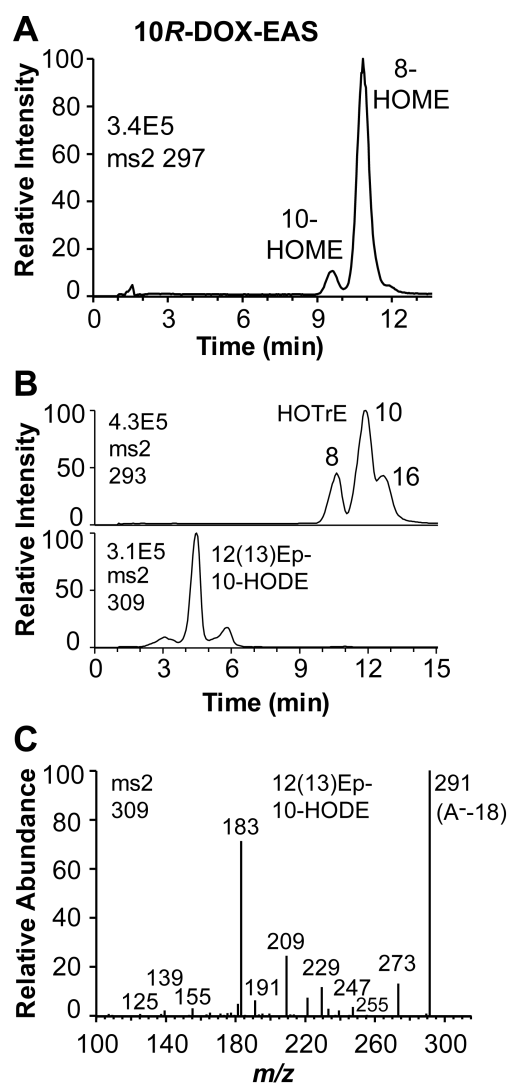 A
10R-DOX-EAS
Relative Intensity
100
80
60
40
20
0
3.4E5
ms2 297
8-
HOME
10-
HOME
0 3 6 9 12
Time (min)
B
Relative Intensity
100
50
0
4.3E5
ms2
293
HOTrE
8
10
16
100
50
0
3.1E5
ms2
309
12(13)Ep-
10-HODE
0 3 6 9 12 15
Time (min)
C
Relative Abundance
100
80
60
40
20
0
ms2
309
12(13)Ep-
10-HODE
291
(A⁻-18)
183
209
229
273
139
125
155
191
247
255
100 140 180 220 260 300
m/z